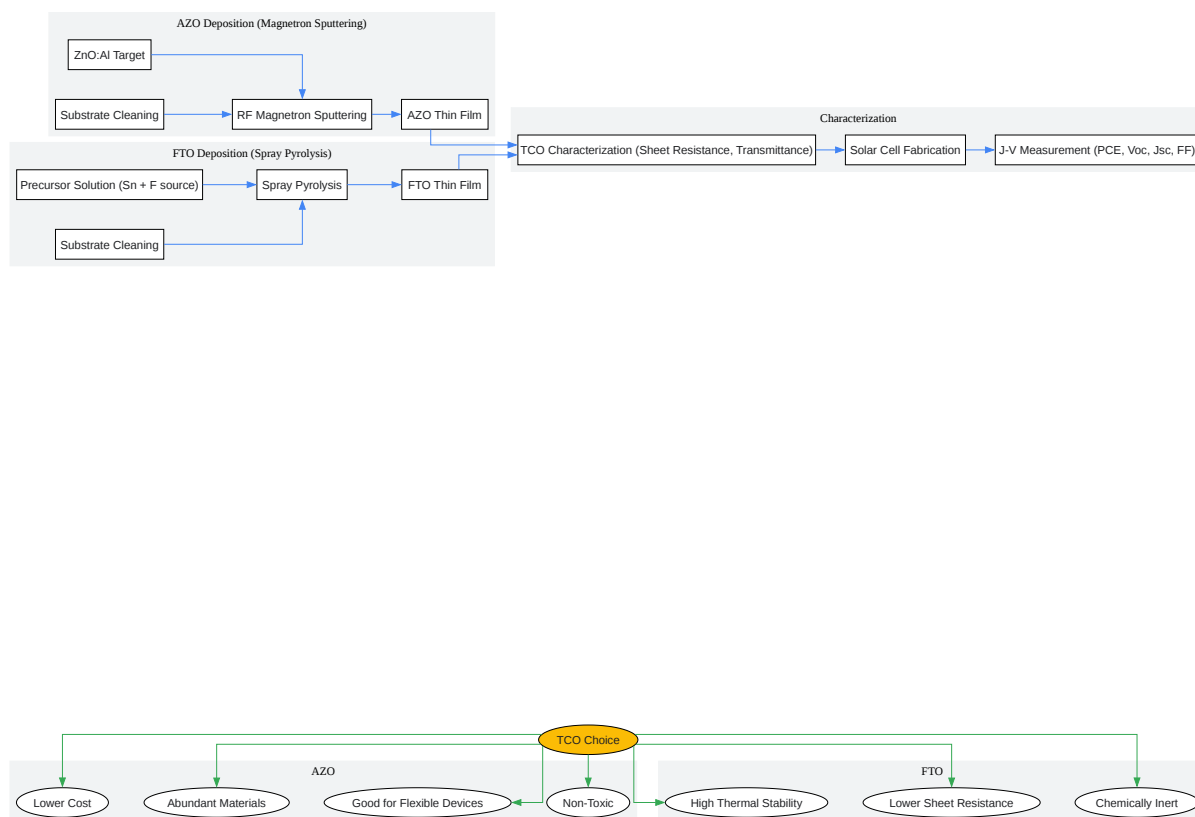 AZO Deposition (Magnetron Sputtering)
ZnO:Al Target
Substrate Cleaning
RF Magnetron Sputtering
AZO Thin Film
FTO Deposition (Spray Pyrolysis)
Precursor Solution (Sn + F source)
Spray Pyrolysis
FTO Thin Film
Substrate Cleaning
Characterization
TCO Characterization (Sheet Resistance, Transmittance)
Solar Cell Fabrication
J-V Measurement (PCE, Voc, Jsc, FF)
TCO Choice
AZO
Lower Cost
Abundant Materials
Good for Flexible Devices
Non-Toxic
FTO
High Thermal Stability
Lower Sheet Resistance
Chemically Inert